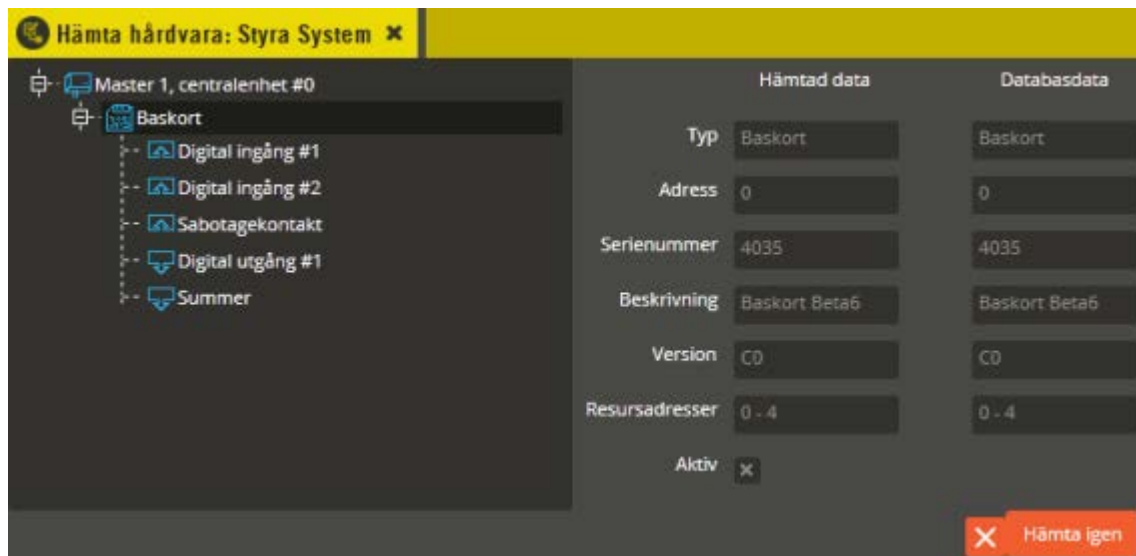 Hämta hårdvara: Styra System ×
Master 1, centralenhet #0
Baskort
Digital ingång #1
Digital ingång #2
Sabotagekontakt
Digital utgång #1
Summer
Hämtad data Databasdata
Typ Baskort Baskort
Adress 0 0
Serienummer 4035 4035
Beskrivning Baskort Beta6 Baskort Beta6
Version C0 C0
Resursadresser 0 - 4 0 - 4
Aktiv ×
× Hämta igen